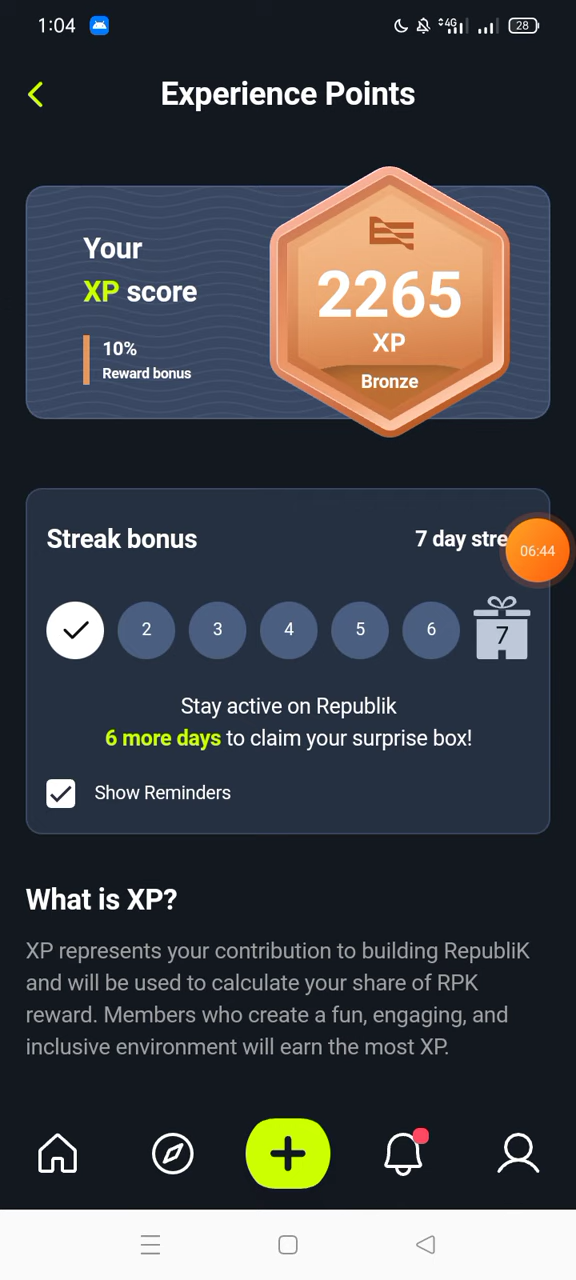 1:04
4G
28
Experience Points
Your
XP score
10%
Reward bonus
2265
XP
Bronze
Streak bonus
7 day stre
06:44
2 3 4 5 6 7
Stay active on Republik
6 more days to claim your surprise box!
Show Reminders
What is XP?
XP represents your contribution to building RepubliK
and will be used to calculate your share of RPK
reward. Members who create a fun, engaging, and
inclusive environment will earn the most XP.